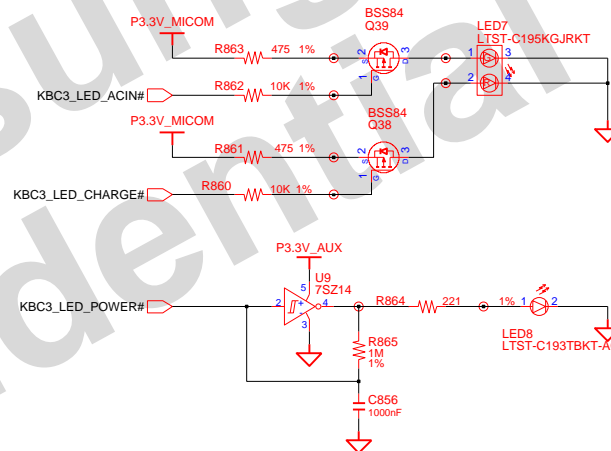 BSS84
Q39
P3.3V_MICOM
LED7
LTST-C195KGJRKT
R863 475 1%
S 2 3 D
1 G
1 3
2 4
R862 10K 1%
KBC3_LED_ACIN#
BSS84
Q38
P3.3V_MICOM
R861 475 1%
S 2 3 D
1 G
R860 10K 1%
KBC3_LED_CHARGE#
P3.3V_AUX
U9
7SZ14
5
KBC3_LED_POWER#
2 + - 4
3
R864 221 1%
1 2
LED8
LTST-C193TBKT-A
R865
1M
1%
C856
1000nF
sun
dential